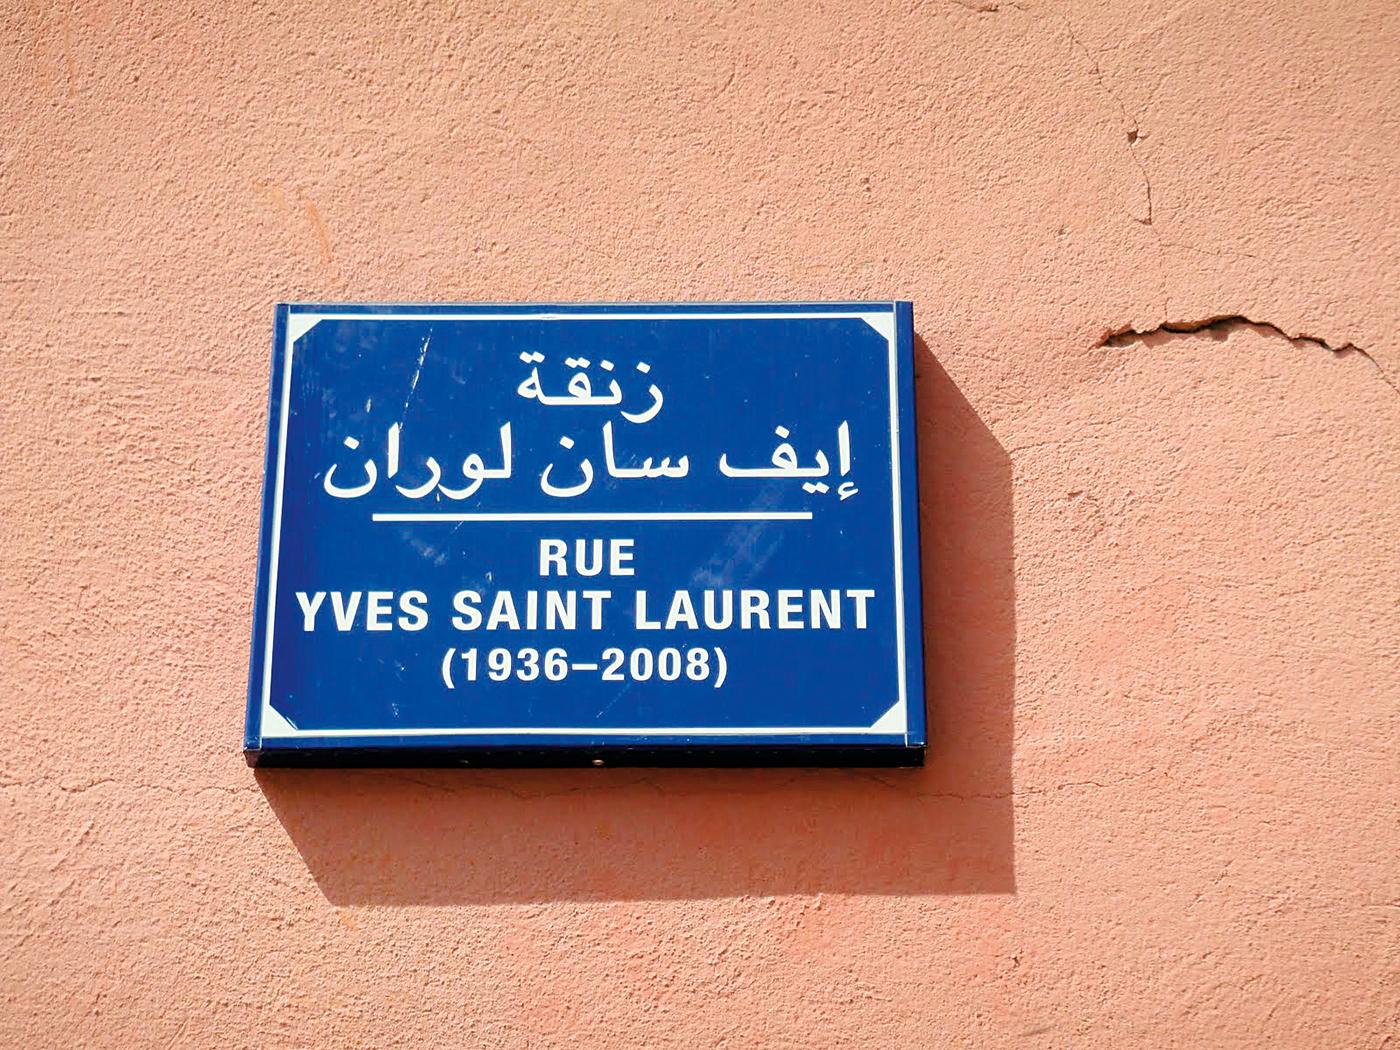 زنقة
إيف سان لوران
RUE
YVES SAINT LAURENT
(1936–2008)